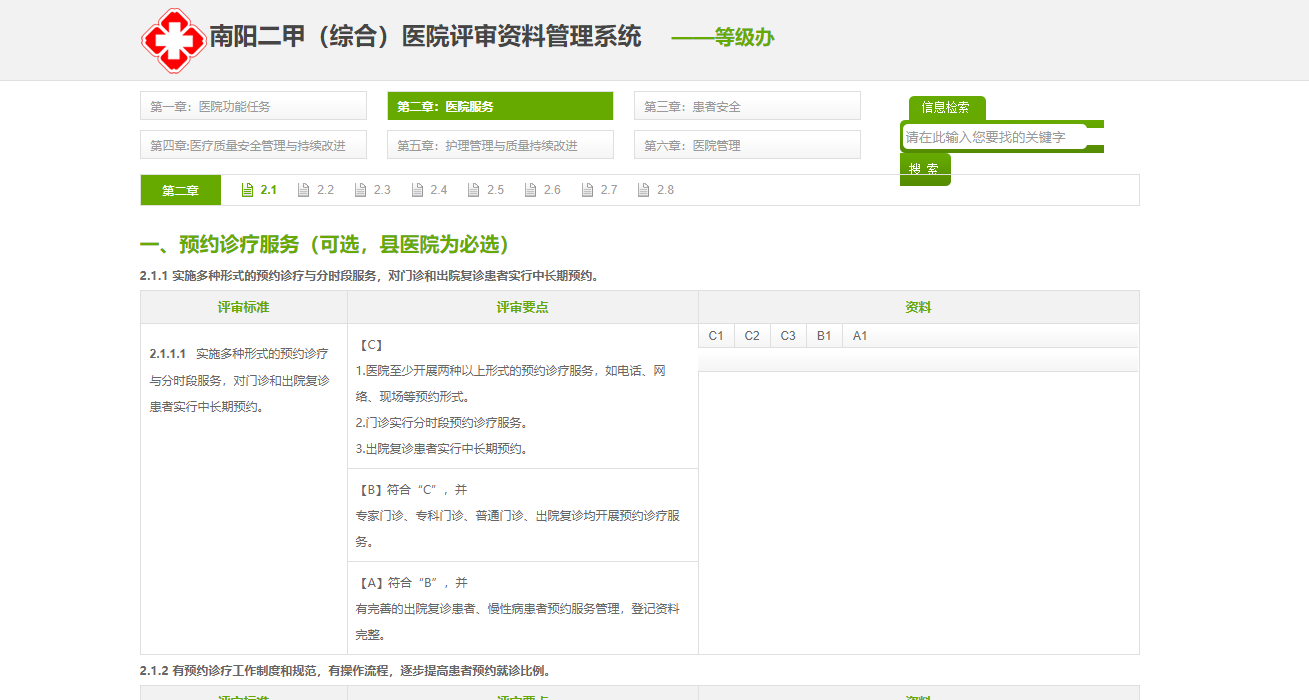 南阳二甲（综合）医院评审资料管理系统 ——等级办
第一章：医院功能任务
第二章：医院服务
第三章：患者安全
信息检索
第四章:医疗质量安全管理与持续改进
第五章：护理管理与质量持续改进
第六章：医院管理
请在此输入您要找的关键字
搜 索
第二章 2.1 2.2 2.3 2.4 2.5 2.6 2.7 2.8
一、预约诊疗服务（可选，县医院为必选）
2.1.1 实施多种形式的预约诊疗与分时段服务，对门诊和出院复诊患者实行中长期预约。
评审标准 评审要点 资料
2.1.1.1 实施多种形式的预约诊疗
与分时段服务，对门诊和出院复诊
患者实行中长期预约。
【C】
1.医院至少开展两种以上形式的预约诊疗服务，如电话、网
络、现场等预约形式。
2.门诊实行分时段预约诊疗服务。
3.出院复诊患者实行中长期预约。
【B】符合“C”，并
专家门诊、专科门诊、普通门诊、出院复诊均开展预约诊疗服
务。
【A】符合“B”，并
有完善的出院复诊患者、慢性病患者预约服务管理，登记资料
完整。
C1 C2 C3 B1 A1
2.1.2 有预约诊疗工作制度和规范，有操作流程，逐步提高患者预约就诊比例。
评审标准 评审要点 资料